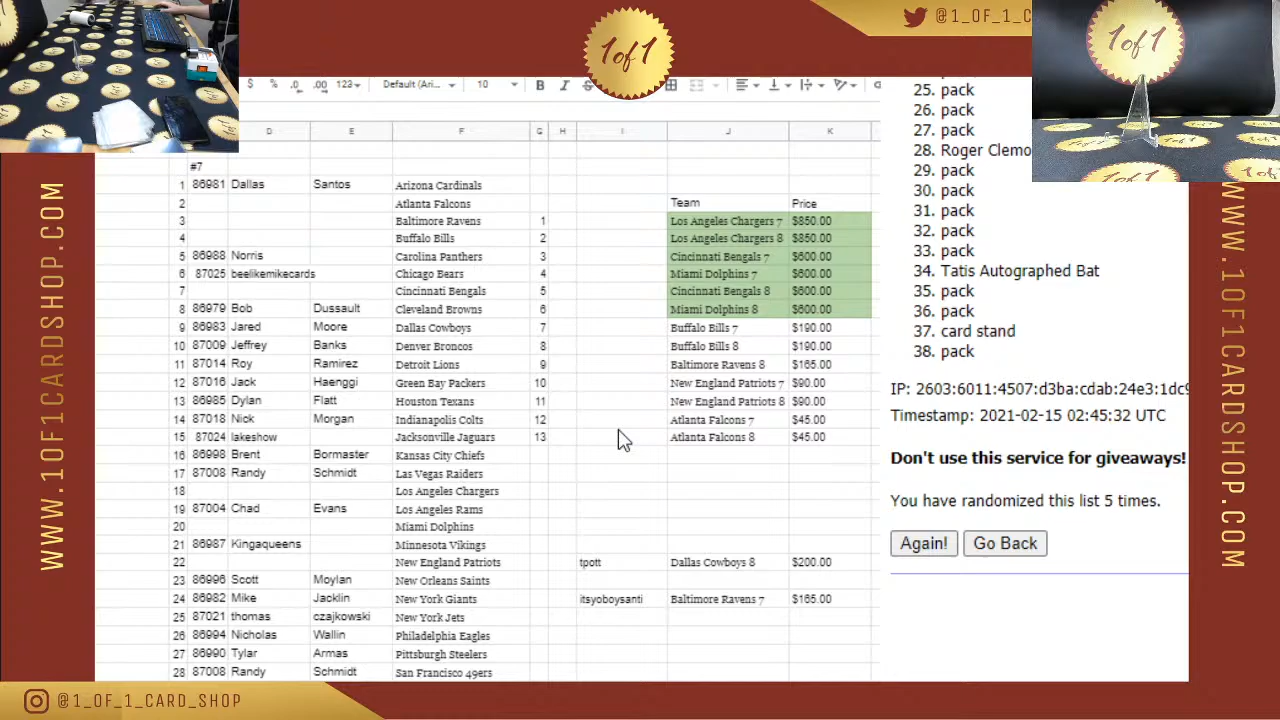 1of1
@1_OF_1_C
1of1
$ % .0 .00 123 Default (Ari... 10 B I S
D E F G H I J K
#7
1 86981 Dallas Santos Arizona Cardinals
2 Atlanta Falcons Team Price
3 Baltimore Ravens 1 Los Angeles Chargers 7 $850.00
4 Buffalo Bills 2 Los Angeles Chargers 8 $850.00
5 86988 Norris Carolina Panthers 3 Cincinnati Bengals 7 $600.00
6 87025 beelikemikecards Chicago Bears 4 Miami Dolphins 7 $600.00
7 Cincinnati Bengals 5 Cincinnati Bengals 8 $600.00
8 86979 Bob Dussault Cleveland Browns 6 Miami Dolphins 8 $600.00
9 86983 Jared Moore Dallas Cowboys 7 Buffalo Bills 7 $190.00
10 87009 Jeffrey Banks Denver Broncos 8 Buffalo Bills 8 $190.00
11 87014 Roy Ramirez Detroit Lions 9 Baltimore Ravens 8 $165.00
12 87016 Jack Haenggi Green Bay Packers 10 New England Patriots 7 $90.00
13 86985 Dylan Flatt Houston Texans 11 New England Patriots 8 $90.00
14 87018 Nick Morgan Indianapolis Colts 12 Atlanta Falcons 7 $45.00
15 87024 lakeshow Jacksonville Jaguars 13 Atlanta Falcons 8 $45.00
16 86998 Brent Bormaster Kansas City Chiefs
17 87008 Randy Schmidt Las Vegas Raiders
18 Los Angeles Chargers
19 87004 Chad Evans Los Angeles Rams
20 Miami Dolphins
21 86987 Kingaqueens Minnesota Vikings
22 New England Patriots tpott Dallas Cowboys 8 $200.00
23 86996 Scott Moylan New Orleans Saints
24 86982 Mike Jacklin New York Giants itsyoboysanti Baltimore Ravens 7 $165.00
25 87021 thomas czajkowski New York Jets
26 86994 Nicholas Wallin Philadelphia Eagles
27 86990 Tylar Armas Pittsburgh Steelers
28 87008 Randy Schmidt San Francisco 49ers
25. pack
26. pack
27. pack
28. Roger Clemo
29. pack
30. pack
31. pack
32. pack
33. pack
34. Tatis Autographed Bat
35. pack
36. pack
37. card stand
38. pack
IP: 2603:6011:4507:d3ba:cdab:24e3:1dc9
Timestamp: 2021-02-15 02:45:32 UTC
Don't use this service for giveaways!
You have randomized this list 5 times.
Again! Go Back
WWW.1OF1CARDSHOP.COM
WWW.1OF1CARDSHOP.COM
@1_OF_1_CARD_SHOP